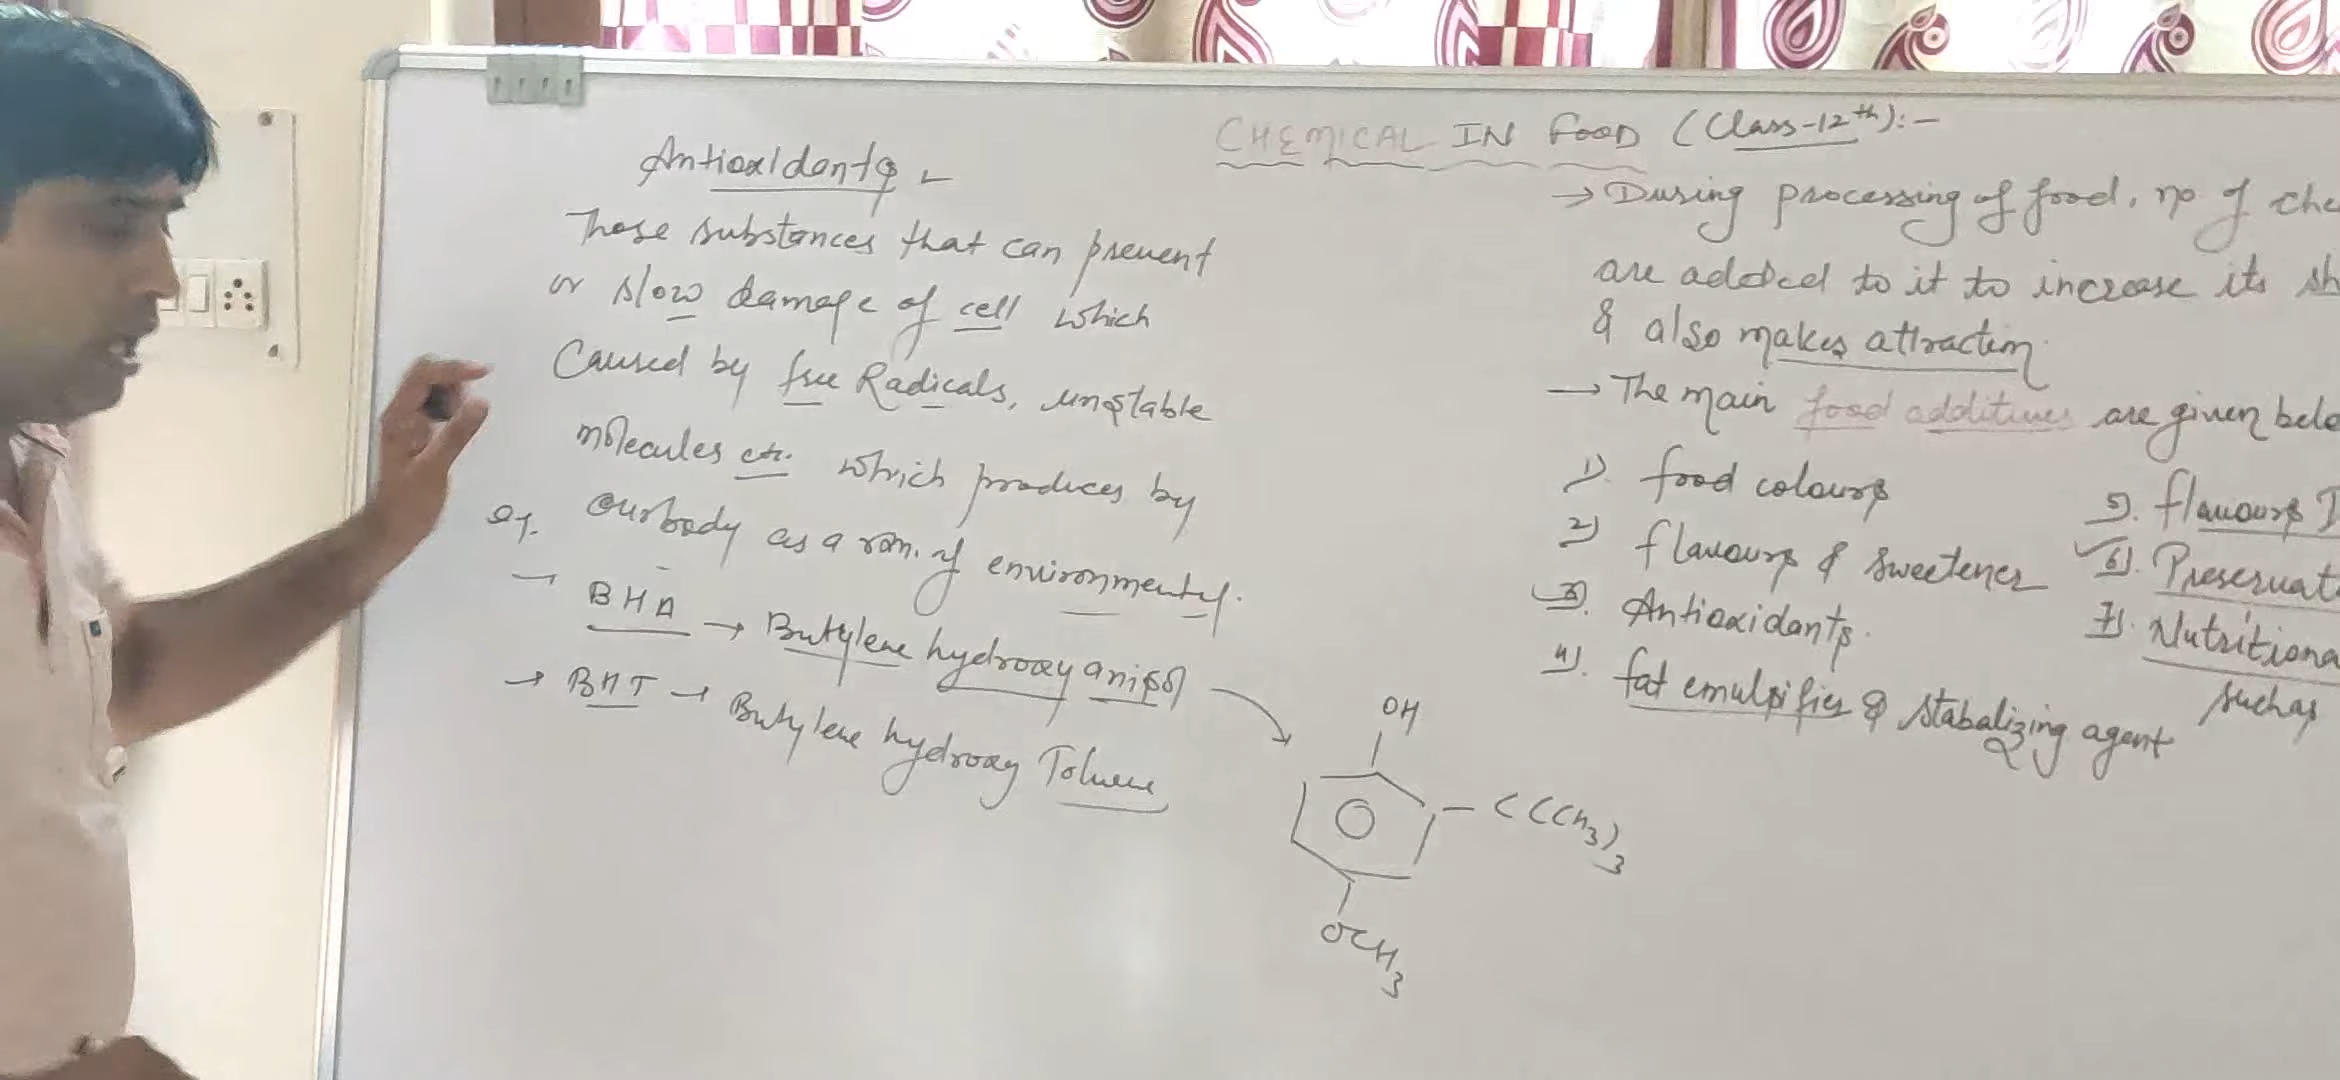 CHEMICAL IN FOOD (Class-12th):-
Antioxidants
Those substances that can prevent
or slow damage of cell which
Caused by free Radicals, unstable
molecules etc. which produces by
eg. our body as a rxn. of environmental.
→ BHA → Butylene hydroxy anisol
→ BHT → Butylene hydroxy Toluene
OH
C(CH3)3
OCH3
→ During processing of food, no of che
are added to it to increase its sh
& also makes attraction.
→ The main food additives are given belo
1). food colours
2) flavours & sweetener
3). Antioxidants.
4). fat emulsifies & stabalizing agent
5). flavours I
6). Preservat
7). Nutritiona
such as